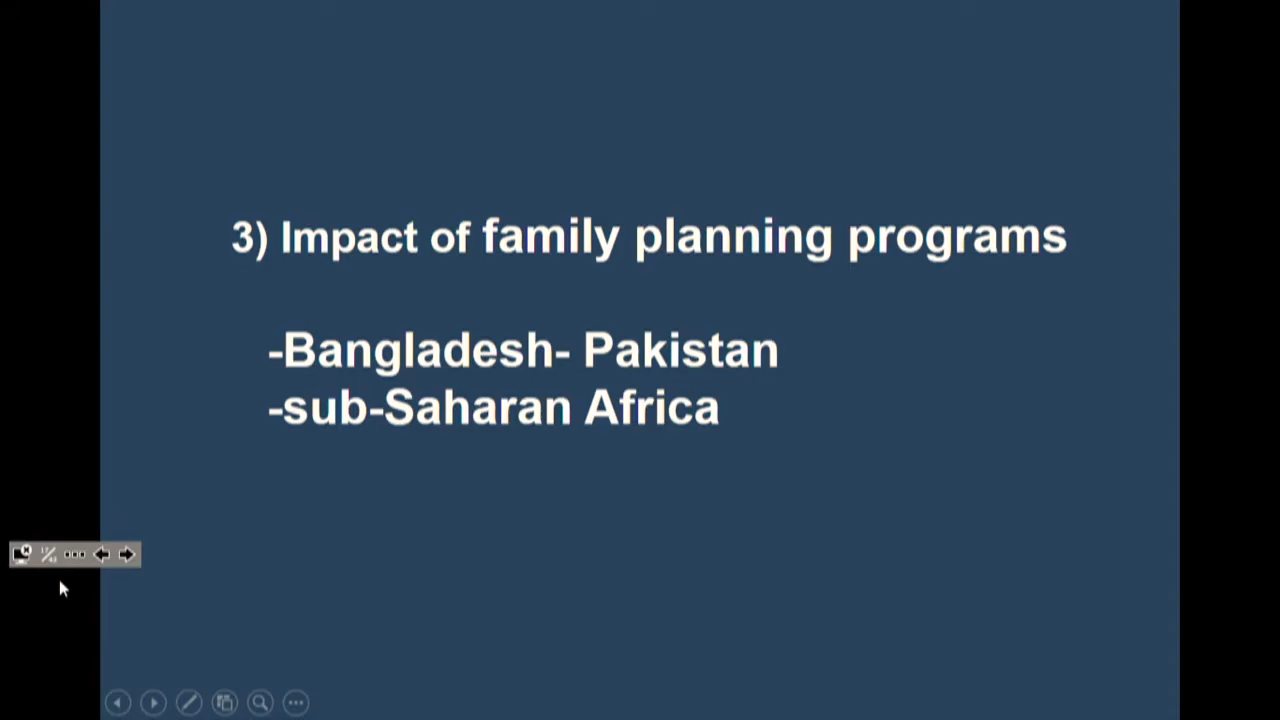 3) Impact of family planning programs
-Bangladesh- Pakistan
-sub-Saharan Africa